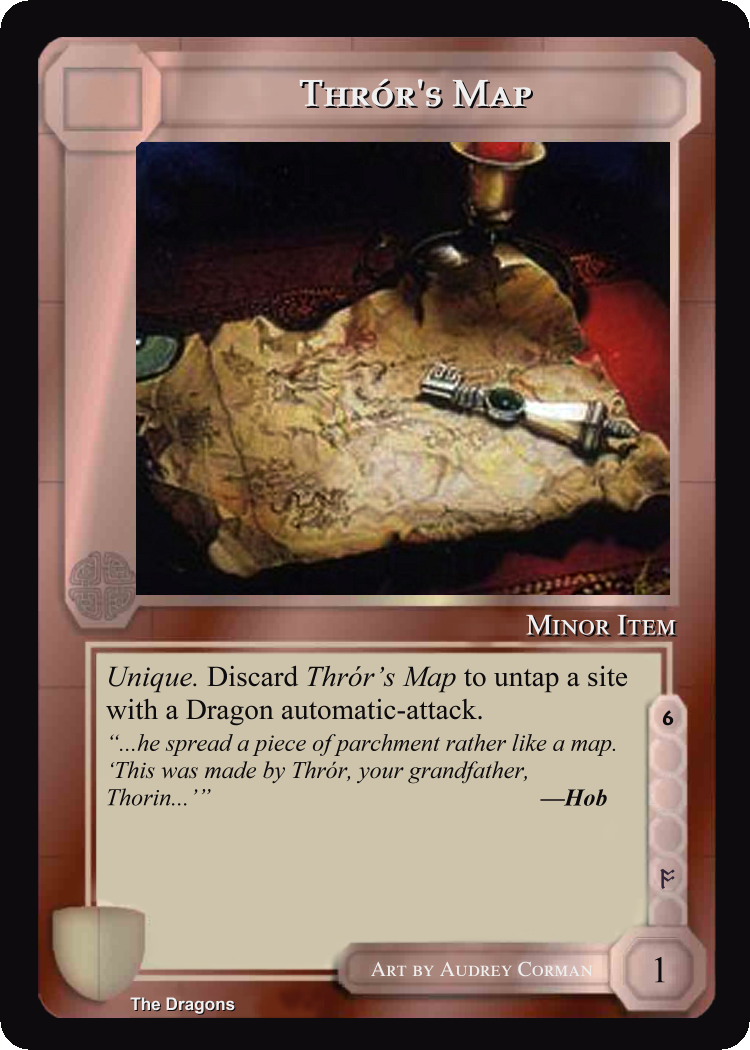 Thrór's Map
Minor Item
Unique. Discard Thrór’s Map to untap a site
with a Dragon automatic-attack.
“...he spread a piece of parchment rather like a map.
‘This was made by Thrór, your grandfather,
Thorin...’” —Hob
6
ᚩ
Art by Audrey Corman
1
The Dragons